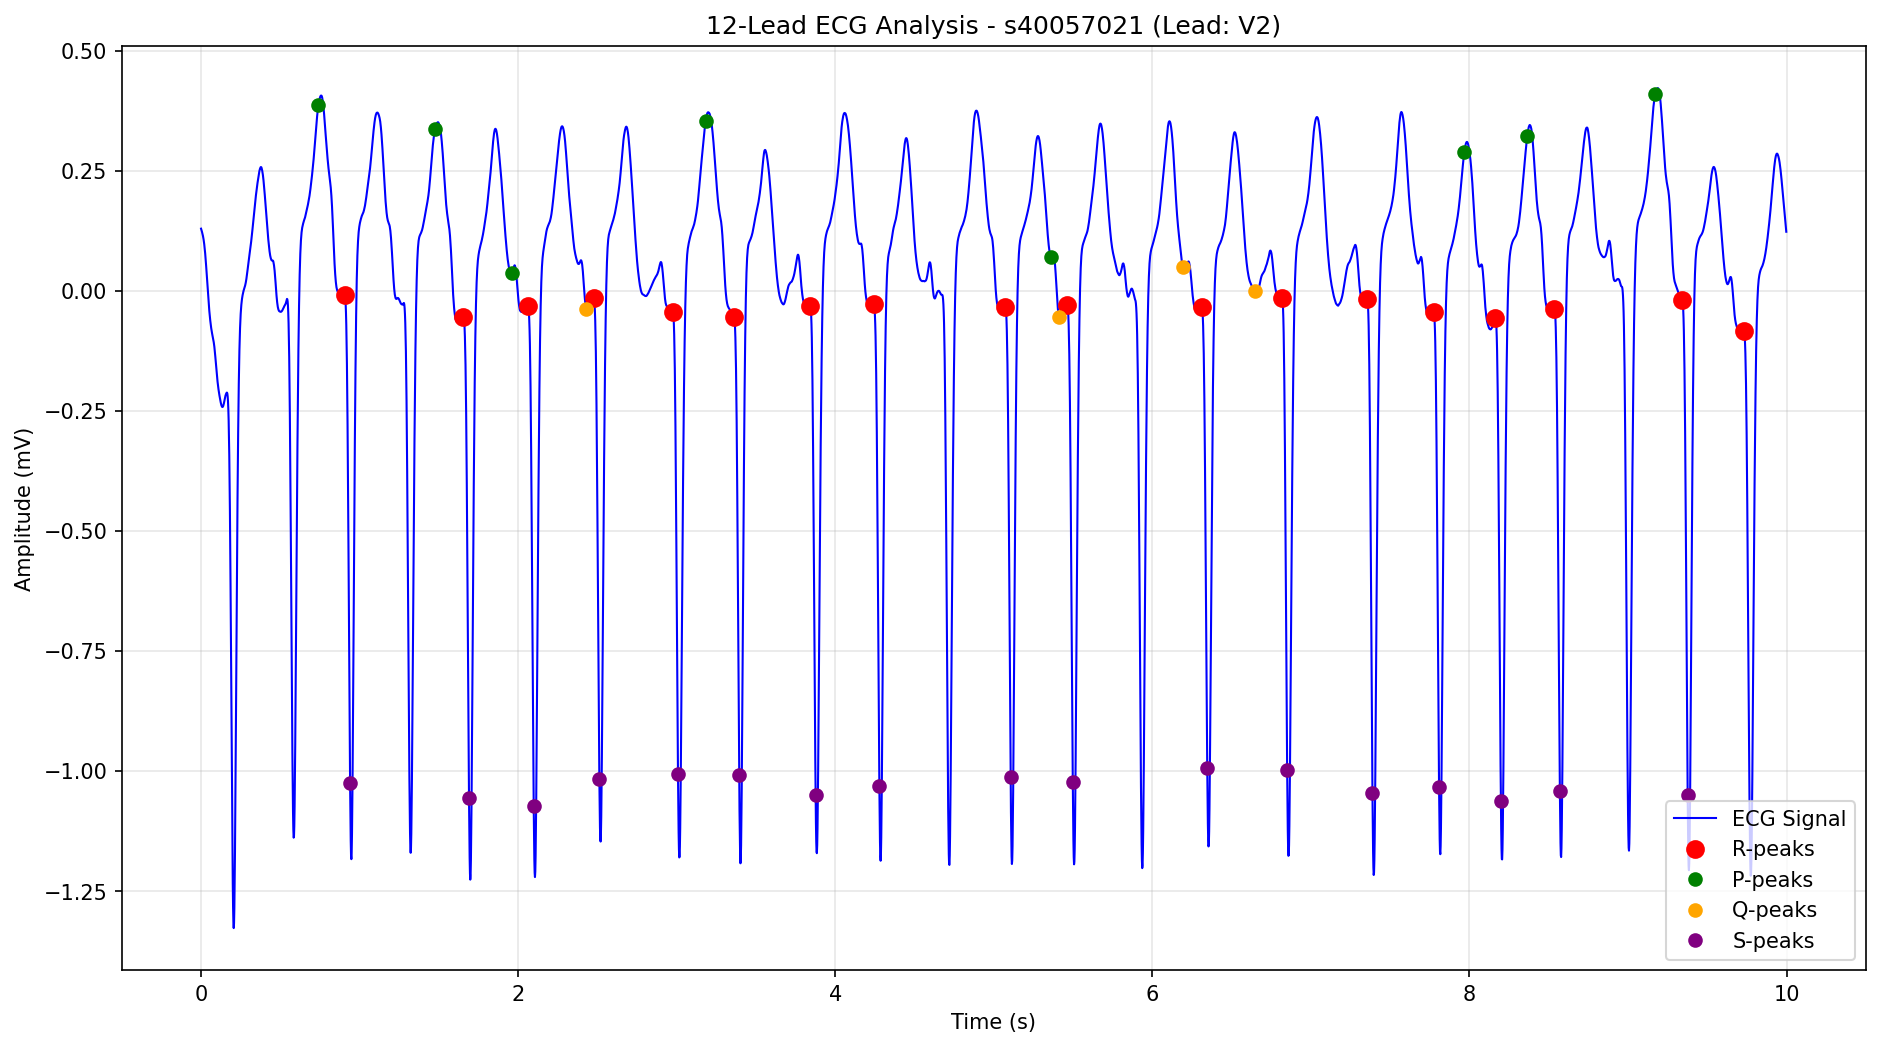 12-Lead ECG Analysis - s40057021 (Lead: V2)
Amplitude (mV)
0.50
0.25
0.00
−0.25
−0.50
−0.75
−1.00
−1.25
ECG Signal
R-peaks
P-peaks
Q-peaks
S-peaks
0 2 4 6 8 10
Time (s)